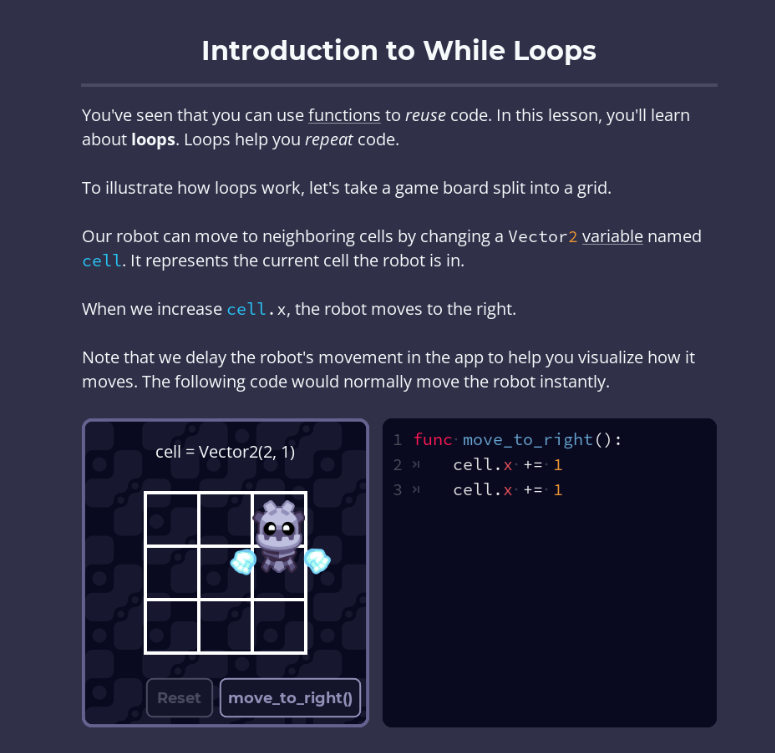 Introduction to While Loops
You've seen that you can use functions to reuse code. In this lesson, you'll learn
about loops. Loops help you repeat code.
To illustrate how loops work, let's take a game board split into a grid.
Our robot can move to neighboring cells by changing a Vector2 variable named
cell. It represents the current cell the robot is in.
When we increase cell.x, the robot moves to the right.
Note that we delay the robot's movement in the app to help you visualize how it
moves. The following code would normally move the robot instantly.
cell = Vector2(2, 1)
Reset
move_to_right()
1 func move_to_right():
2 cell.x += 1
3 cell.x += 1